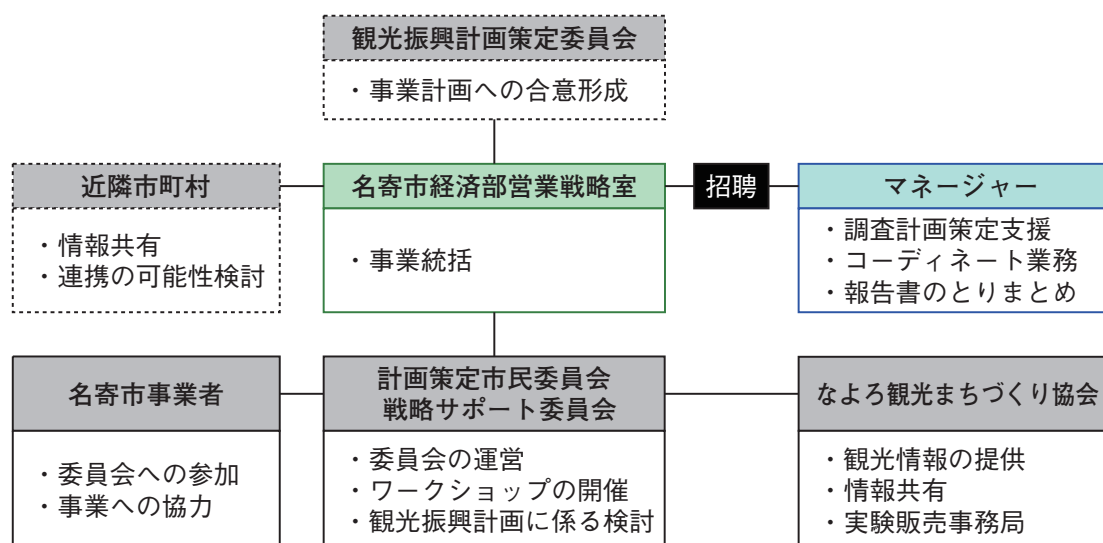 観光振興計画策定委員会
・事業計画への合意形成
近隣市町村
・情報共有
・連携の可能性検討
名寄市経済部営業戦略室
・事業統括
招聘
マネージャー
・調査計画策定支援
・コーディネート業務
・報告書のとりまとめ
名寄市事業者
・委員会への参加
・事業への協力
計画策定市民委員会
戦略サポート委員会
・委員会の運営
・ワークショップの開催
・観光振興計画に係る検討
なよろ観光まちづくり協会
・観光情報の提供
・情報共有
・実験販売事務局